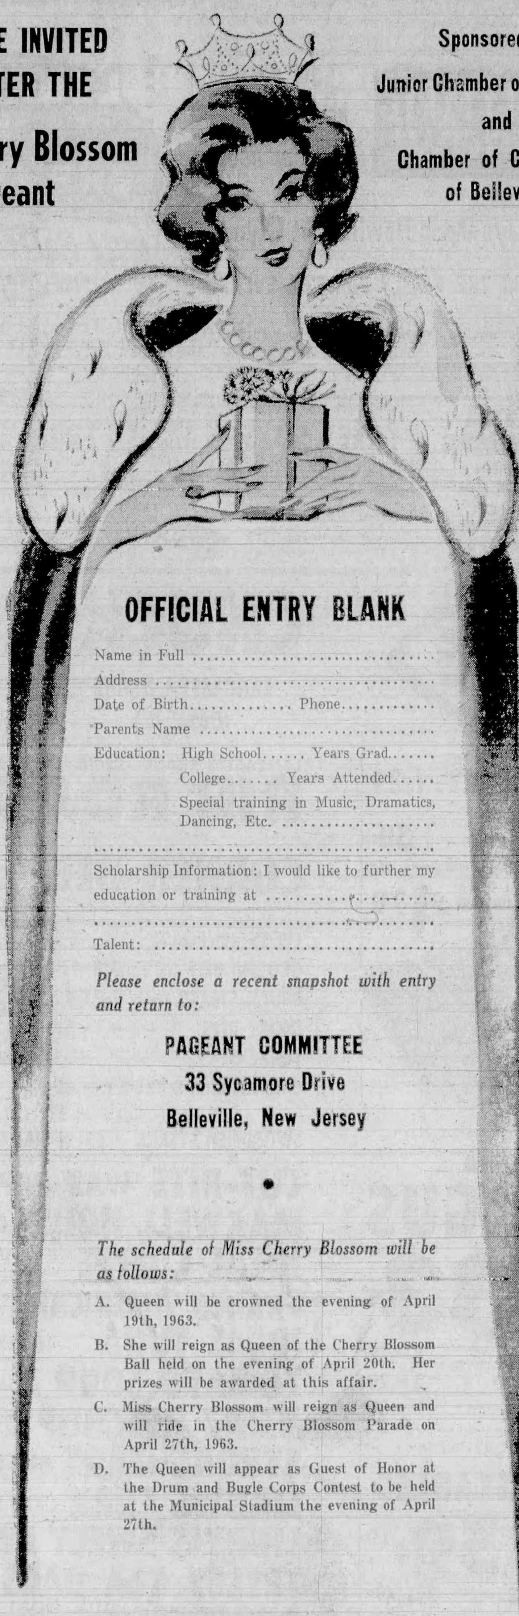 E INVITED
TER THE
ry Blossom
eant
Sponsore
Junior Chamber o
and
Chamber of C
of Bellev
OFFICIAL ENTRY BLANK
Name in Full ................................
Address .....................................
Date of Birth.............. Phone.............
Parents Name ...............................
Education: High School...... Years Grad.......
College....... Years Attended......
Special training in Music, Dramatics,
Dancing, Etc. .....................
.............................................
Scholarship Information: I would like to further my
education or training at .......................
.............................................
Talent: .....................................
Please enclose a recent snapshot with entry
and return to:
PAGEANT COMMITTEE
33 Sycamore Drive
Belleville, New Jersey
•
The schedule of Miss Cherry Blossom will be
as follows:
A. Queen will be crowned the evening of April
19th, 1963.
B. She will reign as Queen of the Cherry Blossom
Ball held on the evening of April 20th. Her
prizes will be awarded at this affair.
C. Miss Cherry Blossom will reign as Queen and
will ride in the Cherry Blossom Parade on
April 27th, 1963.
D. The Queen will appear as Guest of Honor at
the Drum and Bugle Corps Contest to be held
at the Municipal Stadium the evening of April
27th.